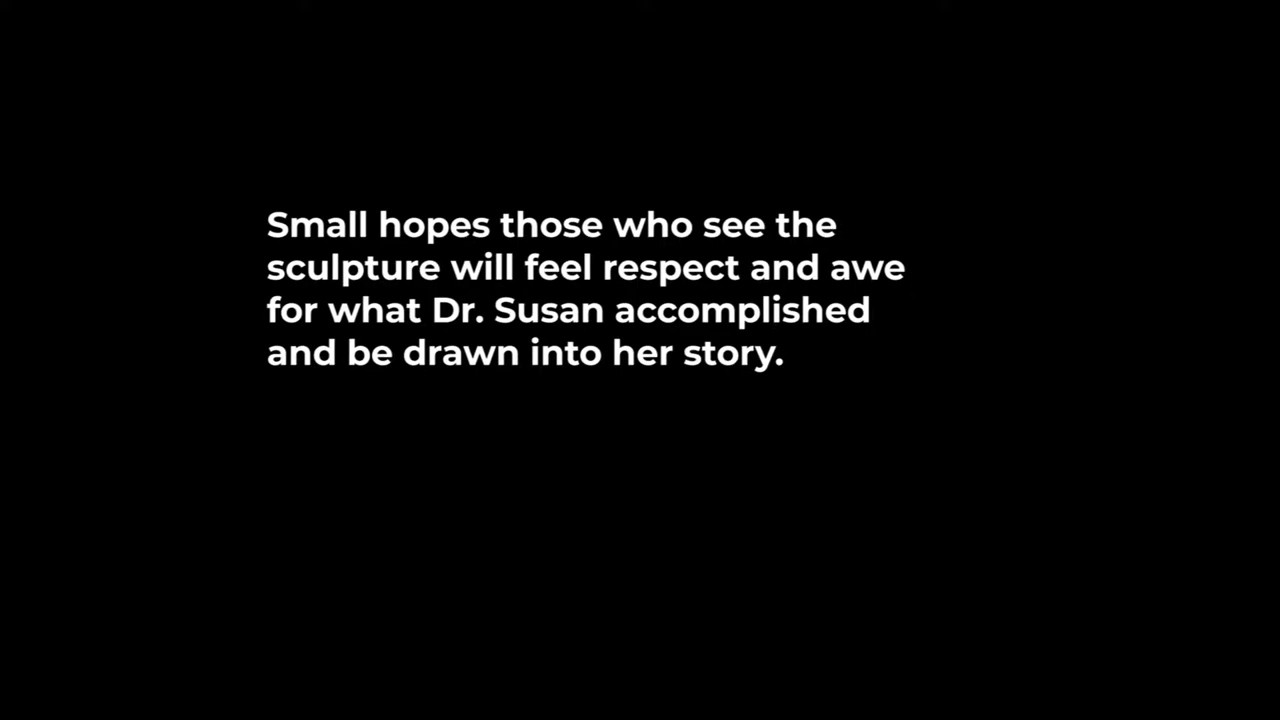 Small hopes those who see the
sculpture will feel respect and awe
for what Dr. Susan accomplished
and be drawn into her story.